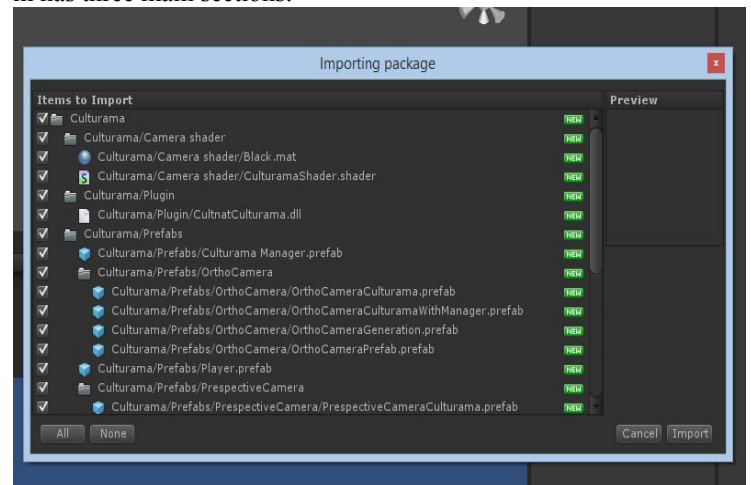 in has three main sections:
Importing package
x
Items to Import
Preview
Culturama NEW
Culturama/Camera shader NEW
Culturama/Camera shader/Black.mat NEW
S Culturama/Camera shader/CulturamaShader.shader NEW
Culturama/Plugin NEW
Culturama/Plugin/CultnatCulturama.dll NEW
Culturama/Prefabs NEW
Culturama/Prefabs/Culturama Manager.prefab NEW
Culturama/Prefabs/OrthoCamera NEW
Culturama/Prefabs/OrthoCamera/OrthoCameraCulturama.prefab NEW
Culturama/Prefabs/OrthoCamera/OrthoCameraCulturamaWithManager.prefab NEW
Culturama/Prefabs/OrthoCamera/OrthoCameraGeneration.prefab NEW
Culturama/Prefabs/OrthoCamera/OrthoCameraPrefab.prefab NEW
Culturama/Prefabs/Player.prefab NEW
Culturama/Prefabs/PrespectiveCamera NEW
Culturama/Prefabs/PrespectiveCamera/PrespectiveCameraCulturama.prefab NEW
All None Cancel Import